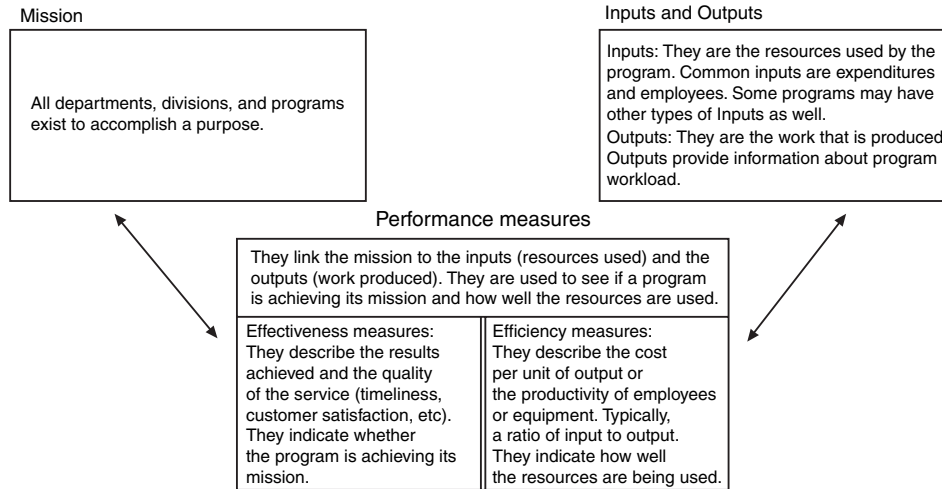 Mission
All departments, divisions, and programs
exist to accomplish a purpose.
Inputs and Outputs
Inputs: They are the resources used by the
program. Common inputs are expenditures
and employees. Some programs may have
other types of Inputs as well.
Outputs: They are the work that is produced
Outputs provide information about program
workload.
Performance measures
They link the mission to the inputs (resources used) and the
outputs (work produced). They are used to see if a program
is achieving its mission and how well the resources are used.
Effectiveness measures:
They describe the results
achieved and the quality
of the service (timeliness,
customer satisfaction, etc).
They indicate whether
the program is achieving its
mission.
Efficiency measures:
They describe the cost
per unit of output or
the productivity of employees
or equipment. Typically,
a ratio of input to output.
They indicate how well
the resources are being used.